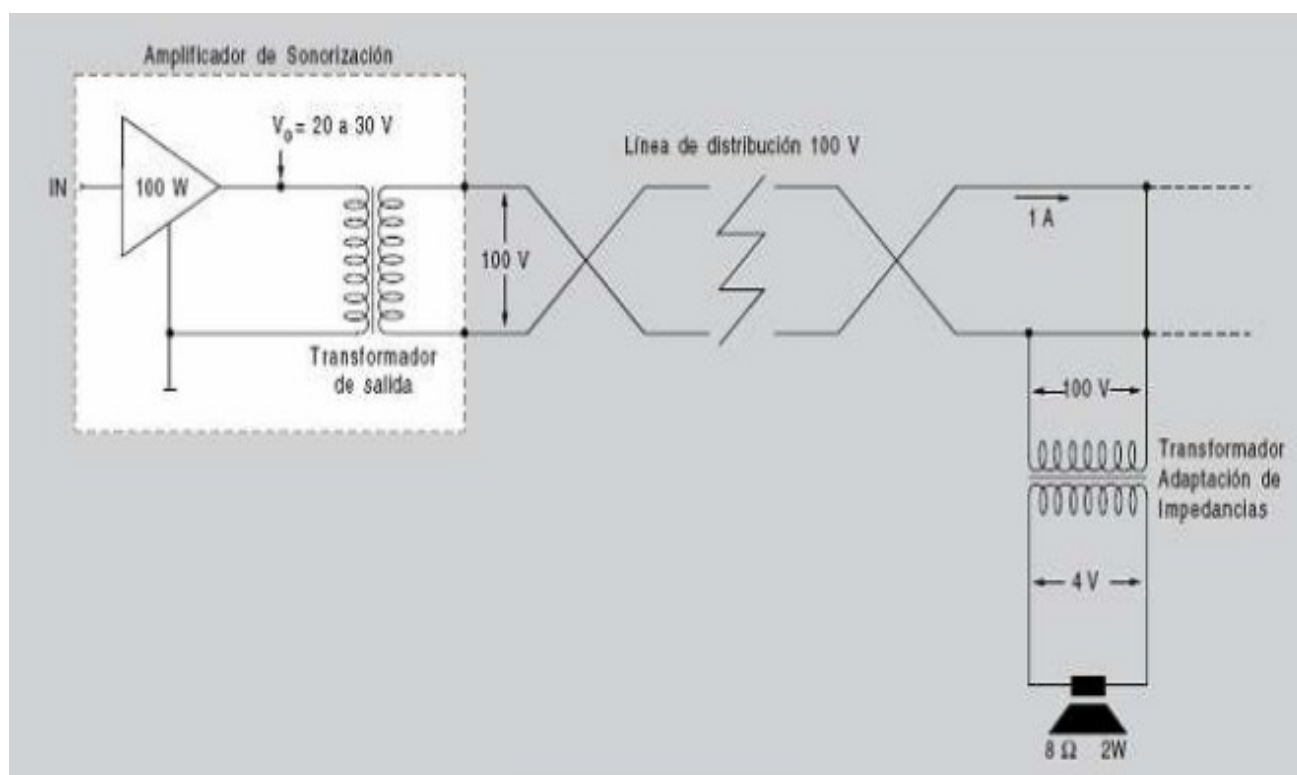 Amplificador de Sonorización
V₀= 20 a 30 V
IN
100 W
Transformador
de salida
100 V
Línea de distribución 100 V
1 A
100 V
Transformador
Adaptación de
Impedancias
4 V
8 Ω 2W